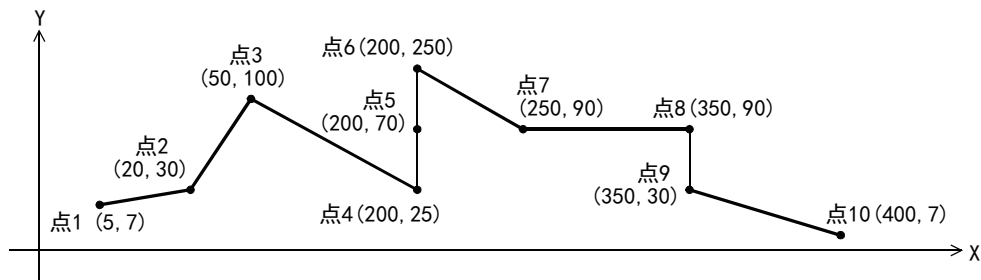 Y
点6(200,250)
点3
(50,100)
点7
(250,90)
点5
(200,70)
点8(350,90)
点2
(20,30)
点9
(350,30)
点1 (5,7)
点4(200,25)
点10(400,7)
X